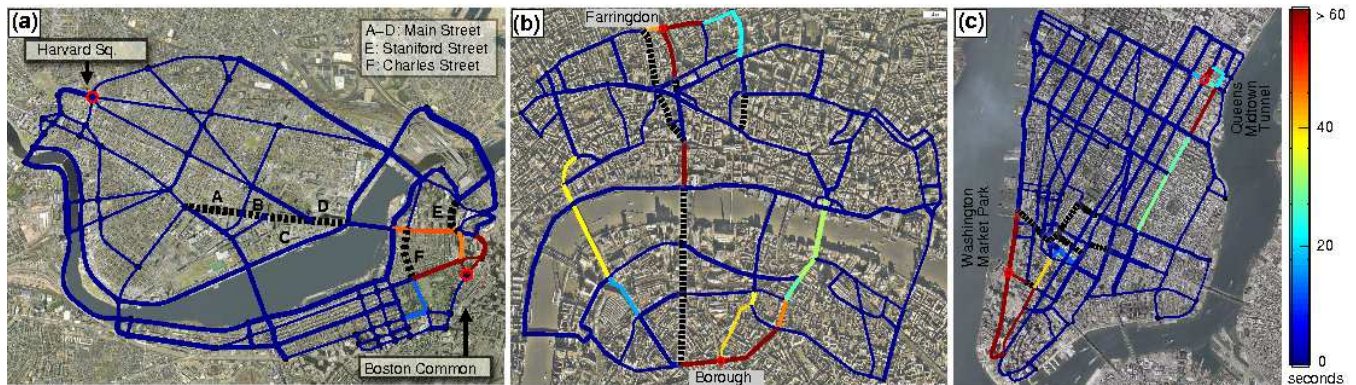 (a)
Harvard Sq.
A–D: Main Street
E: Staniford Street
F: Charles Street
A
B
D
C
E
F
Boston Common
(b)
Farringdon
Borough
(c)
Washington
Market Park
Queens
Midtown
Tunnel
> 60
40
20
0
seconds